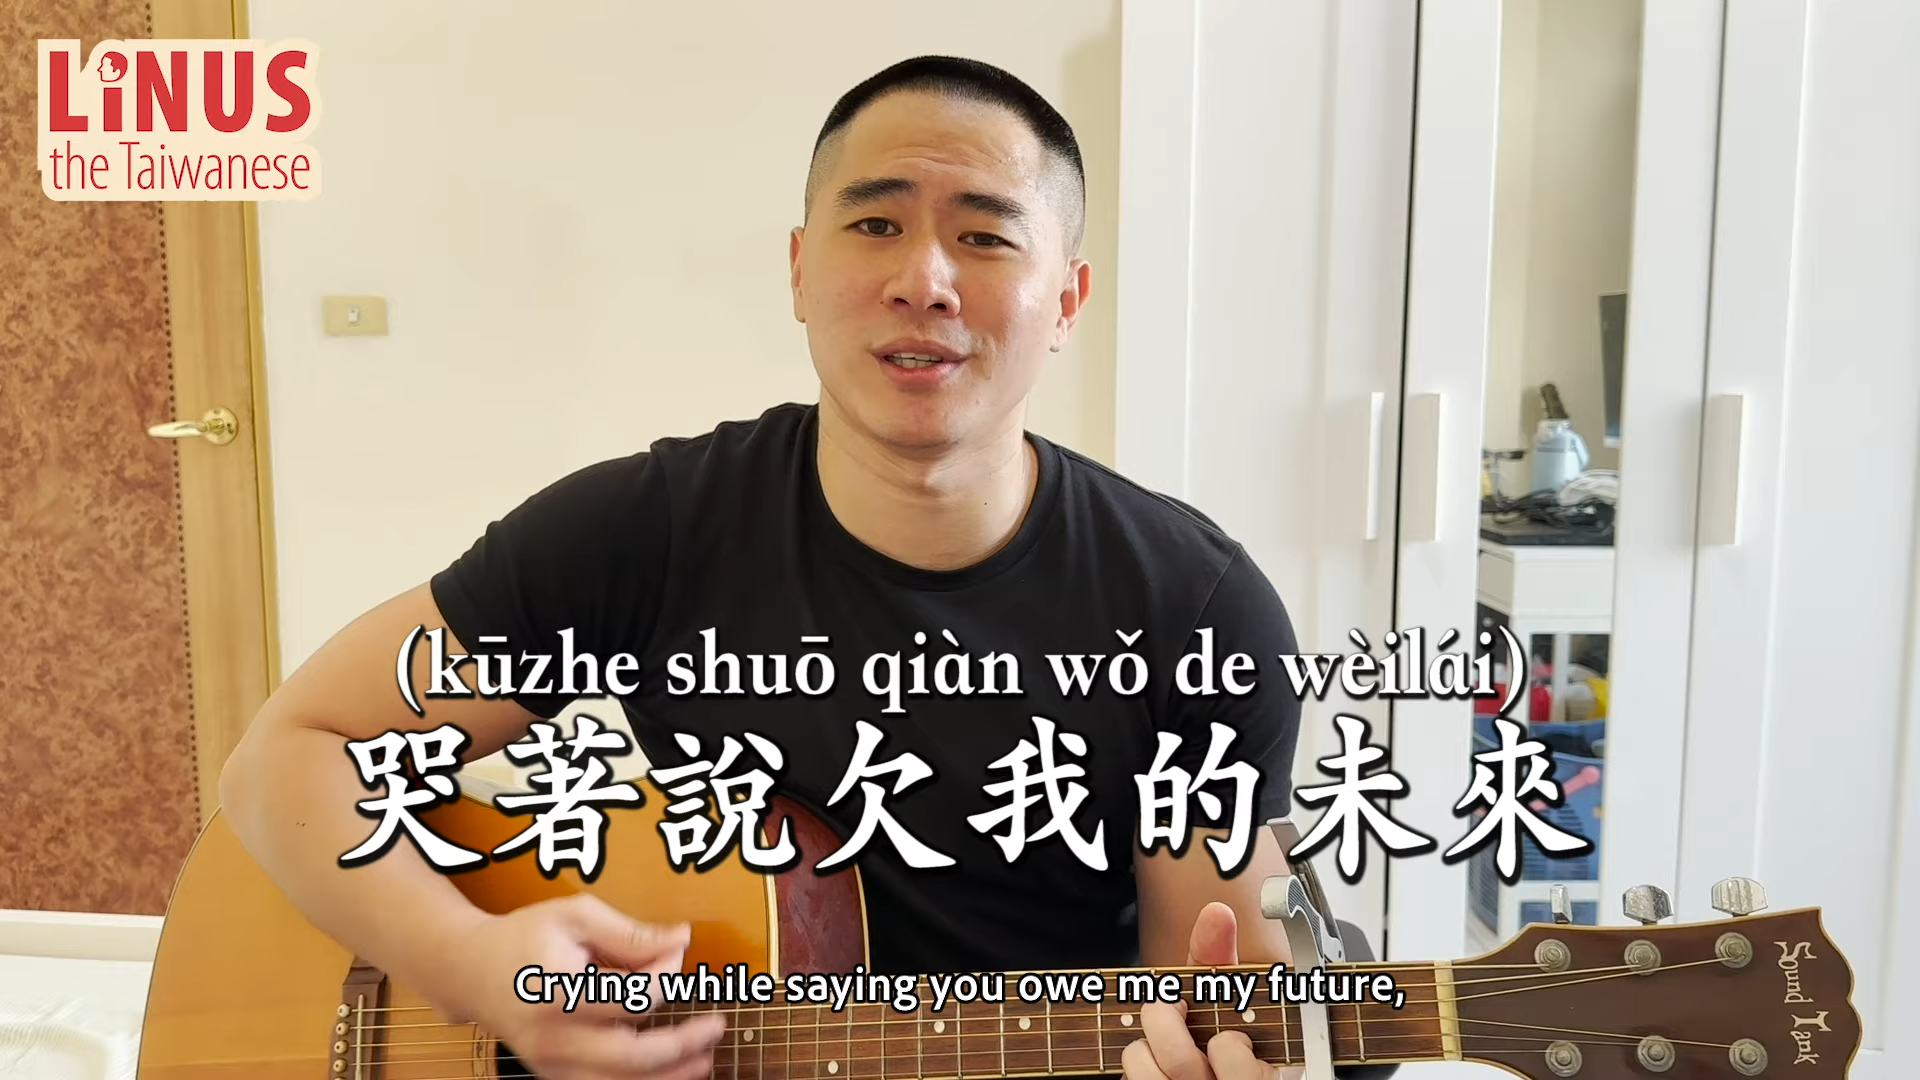 LiNUS
the Taiwanese
(kūzhe shuō qiàn wǒ de wèilái)
哭著說欠我的未來
Crying while saying you owe me my future,
Sound Tank